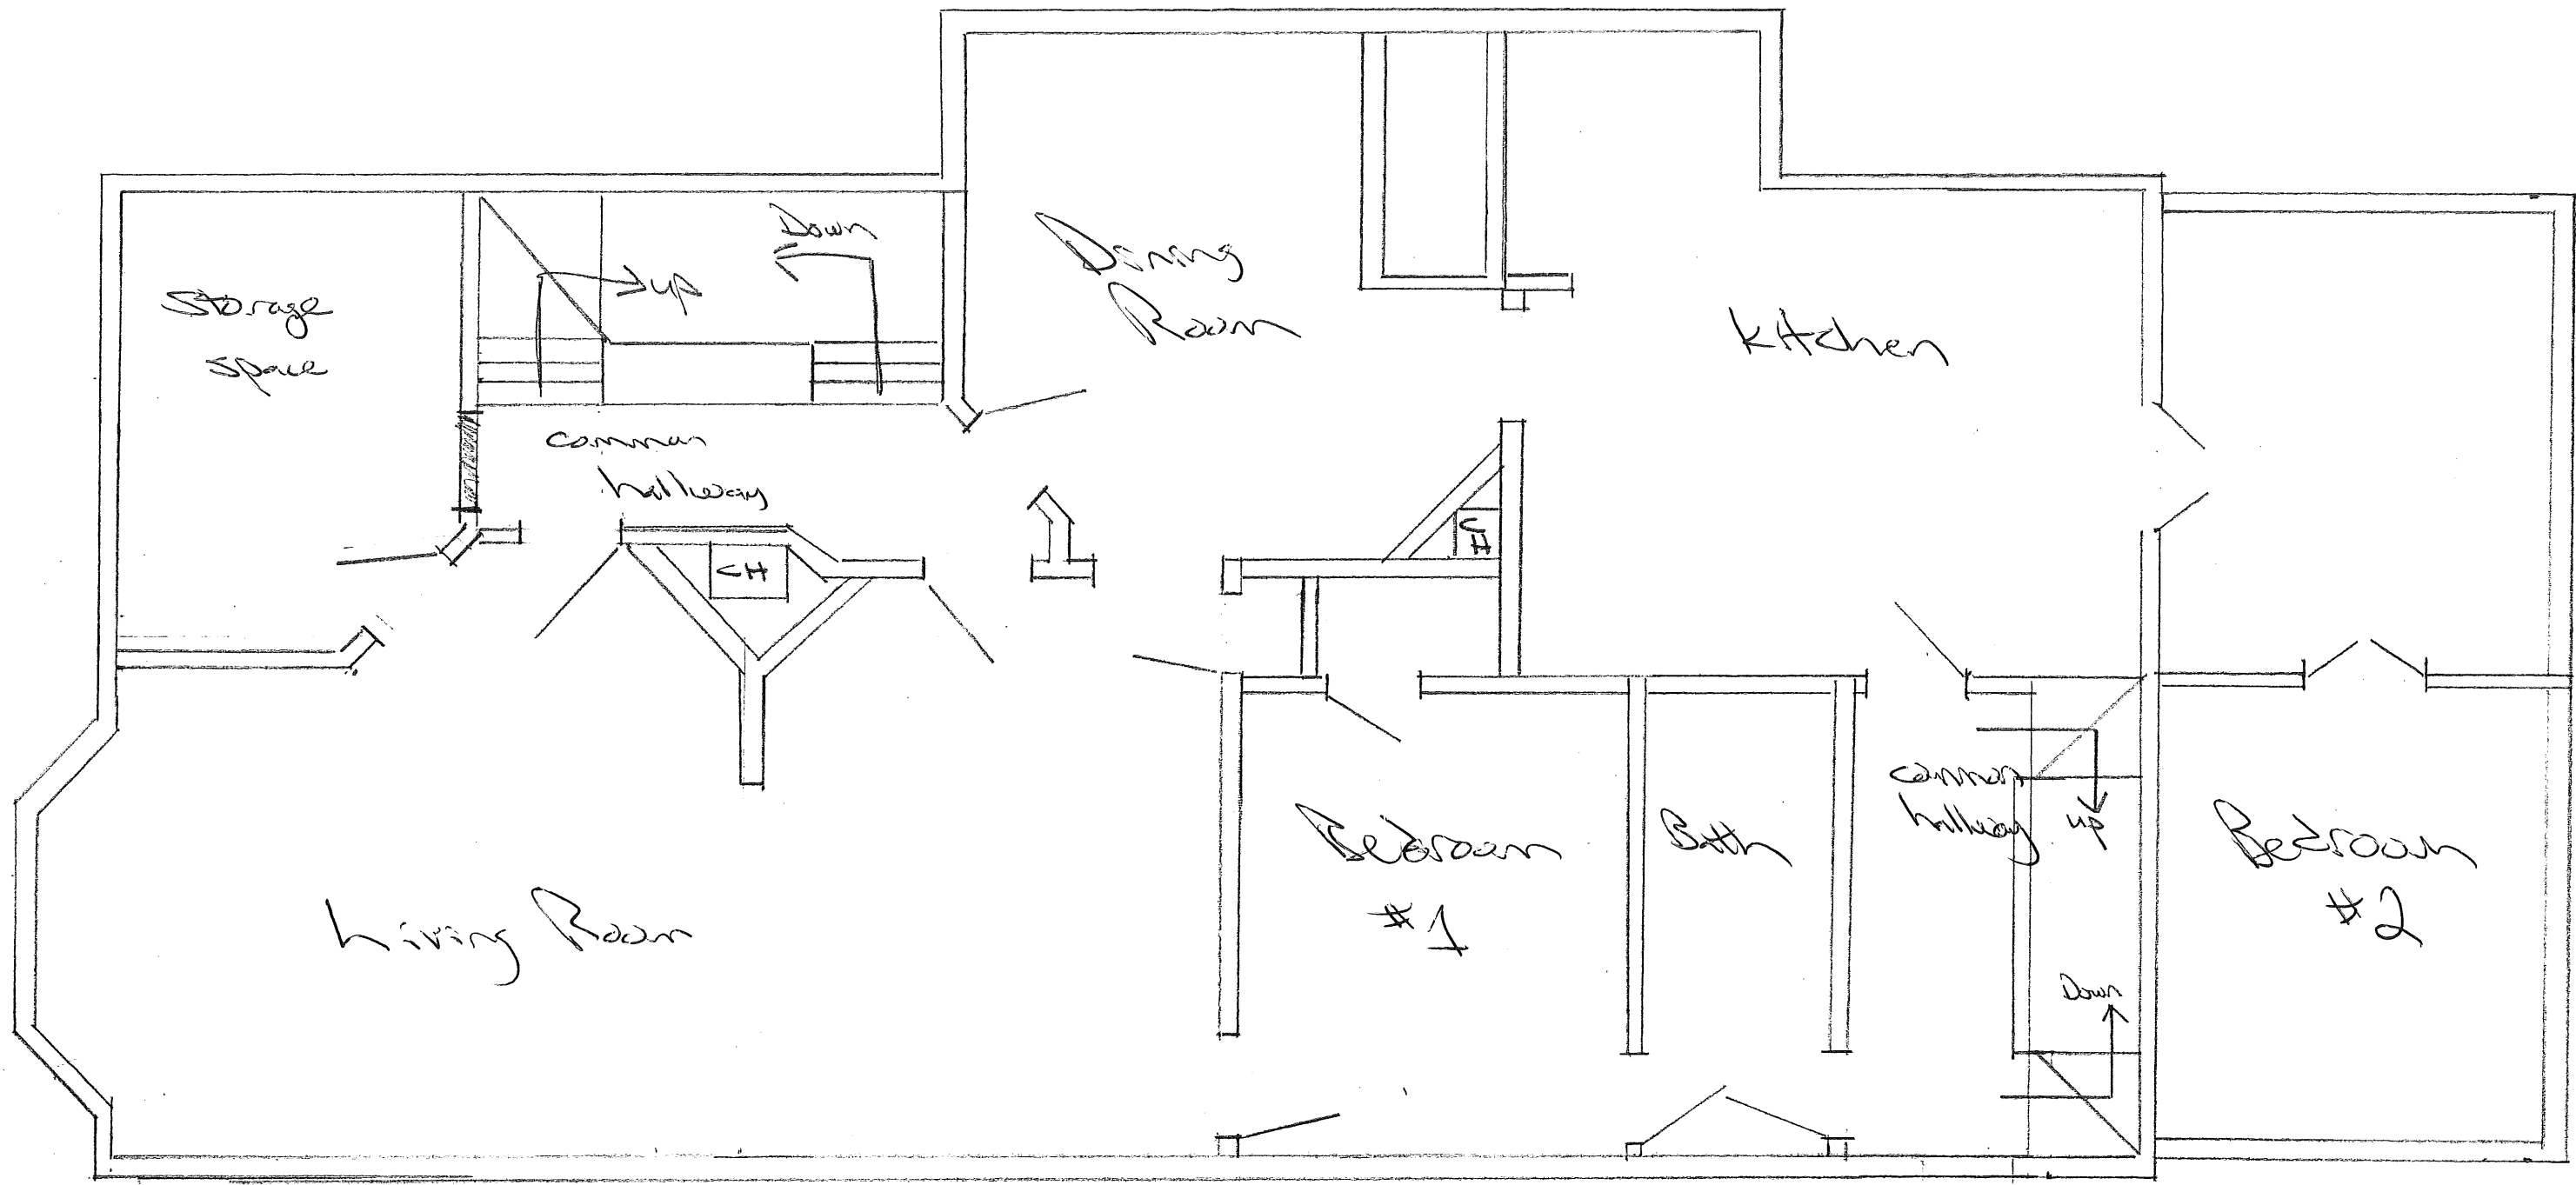 Down
up
Storage
space
Dining
Room
Kitchen
common
hallway
CH
CH
common
hallway
up
Down
Living Room
Bedroom
#1
Bath
Bedroom
#2